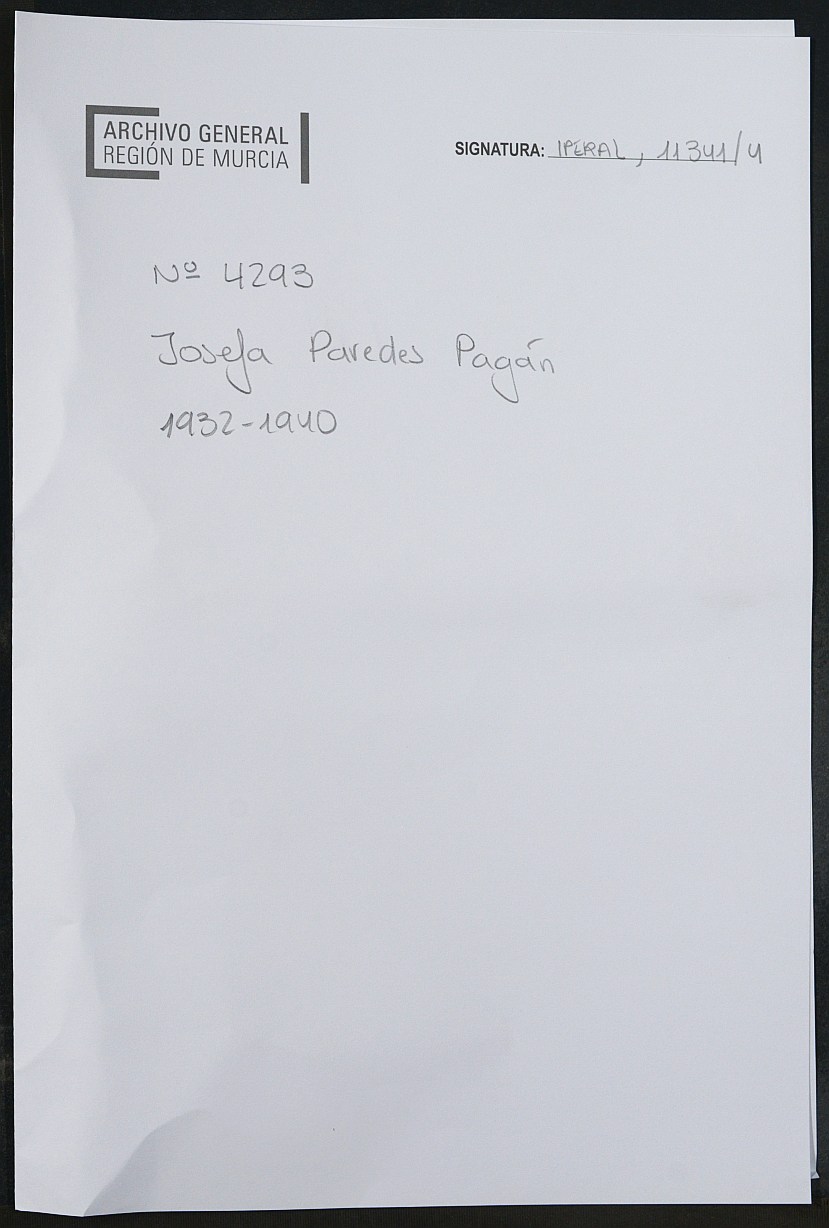 ARCHIVO GENERAL
REGIÓN DE MURCIA
SIGNATURA: IPERAL, 11341/4
Nº 4293
Josefa Paredes Pagán
1932-1940